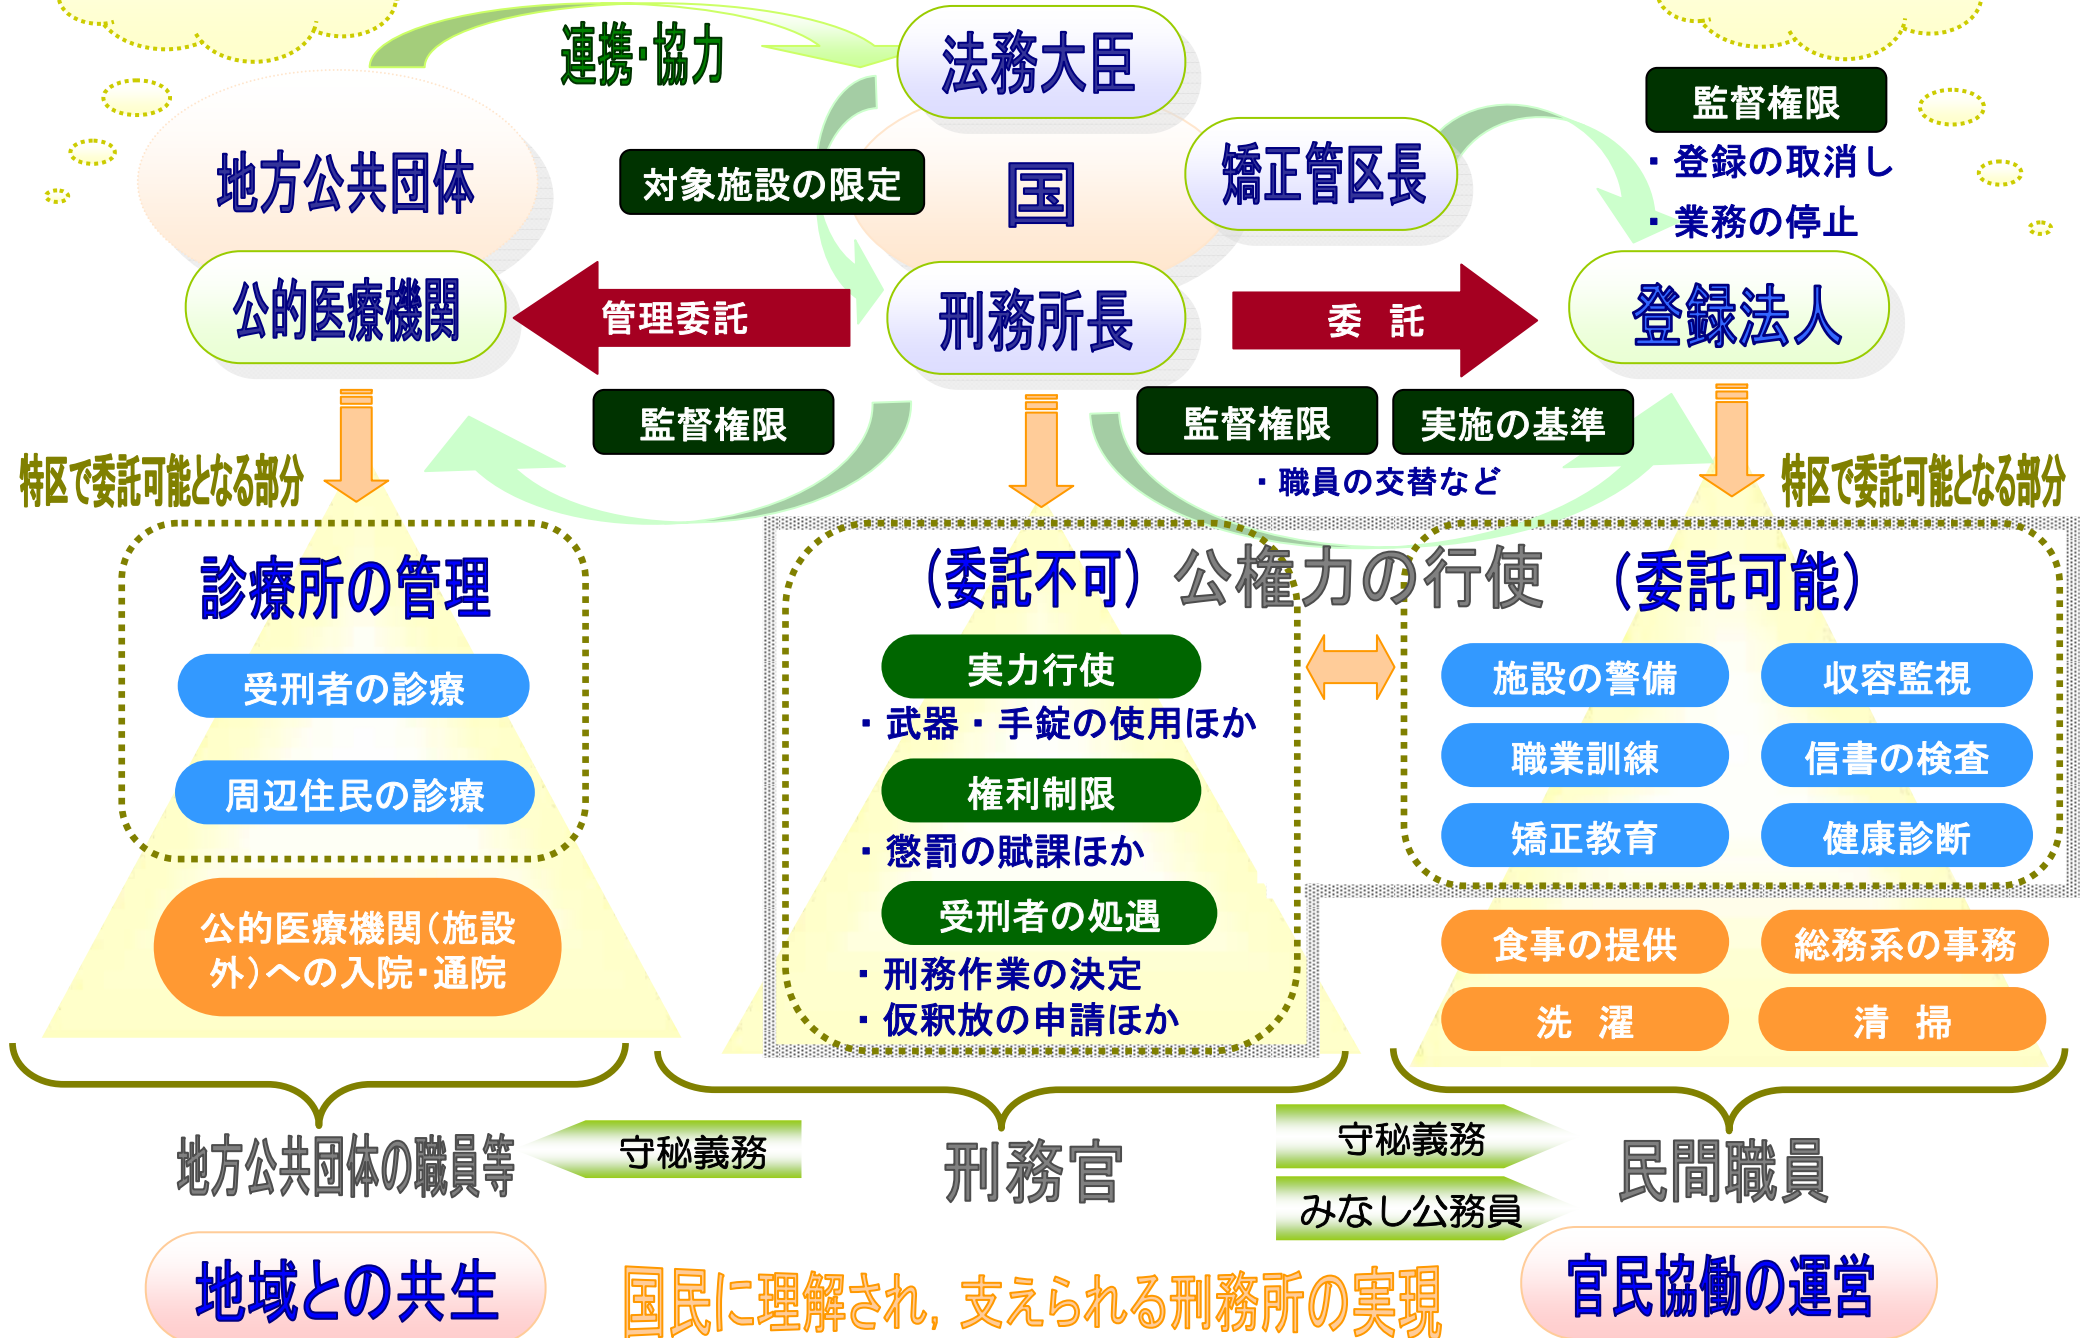 連携・協力
法務大臣
監督権限
・登録の取消し
・業務の停止
地方公共団体
対象施設の限定
国
矯正管区長
公的医療機関
管理委託
刑務所長
委　託
登録法人
監督権限
監督権限
実施の基準
・職員の交替など
特区で委託可能となる部分
特区で委託可能となる部分
診療所の管理
受刑者の診療
周辺住民の診療
公的医療機関（施設
外）への入院・通院
（委託不可）
公権力の行使
（委託可能）
実力行使
・武器・手錠の使用ほか
権利制限
・懲罰の賦課ほか
受刑者の処遇
・刑務作業の決定
・仮釈放の申請ほか
施設の警備
収容監視
職業訓練
信書の検査
矯正教育
健康診断
食事の提供
総務系の事務
洗　濯
清　掃
地方公共団体の職員等
守秘義務
刑務官
守秘義務
みなし公務員
民間職員
地域との共生
国民に理解され，支えられる刑務所の実現
官民協働の運営